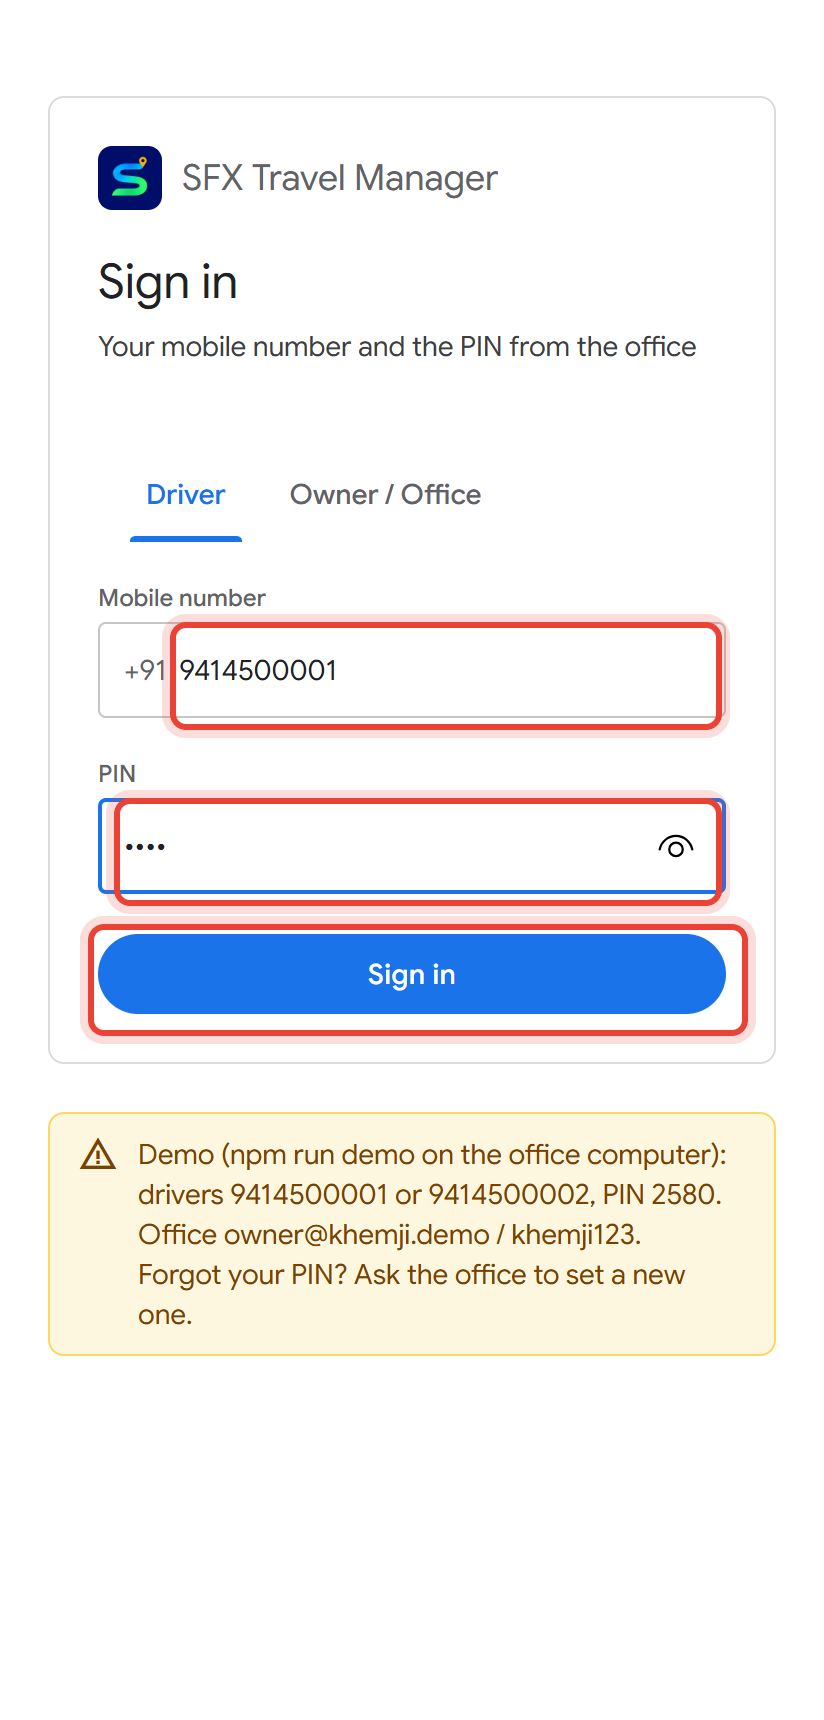 SFX Travel Manager
Sign in
Your mobile number and the PIN from the office
Driver
Owner / Office
Mobile number
+91 9414500001
PIN
••••
Sign in
Demo (npm run demo on the office computer):
drivers 9414500001 or 9414500002, PIN 2580.
Office owner@khemji.demo / khemji123.
Forgot your PIN? Ask the office to set a new
one.